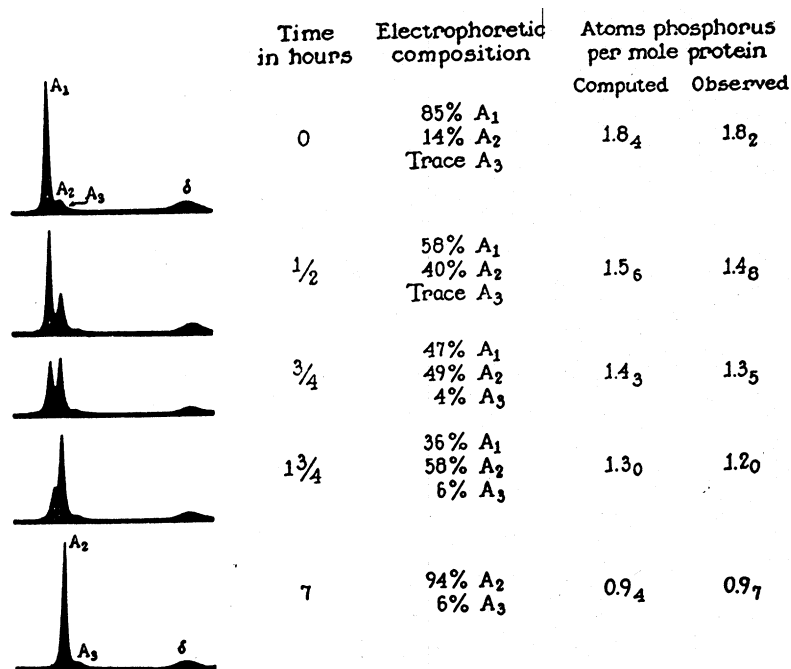 Time in hours
Electrophoretic composition
Atoms phosphorus per mole protein
Computed Observed
A₁
A₂ A₃ δ
0
85% A₁
14% A₂
Trace A₃
1.8₄ 1.8₂
1/2
58% A₁
40% A₂
Trace A₃
1.5₆ 1.4₈
3/4
47% A₁
49% A₂
4% A₃
1.4₃ 1.3₅
1 3/4
36% A₁
58% A₂
6% A₃
1.3₀ 1.2₀
A₂
A₃ δ
7
94% A₂
6% A₃
0.9₄ 0.9₇